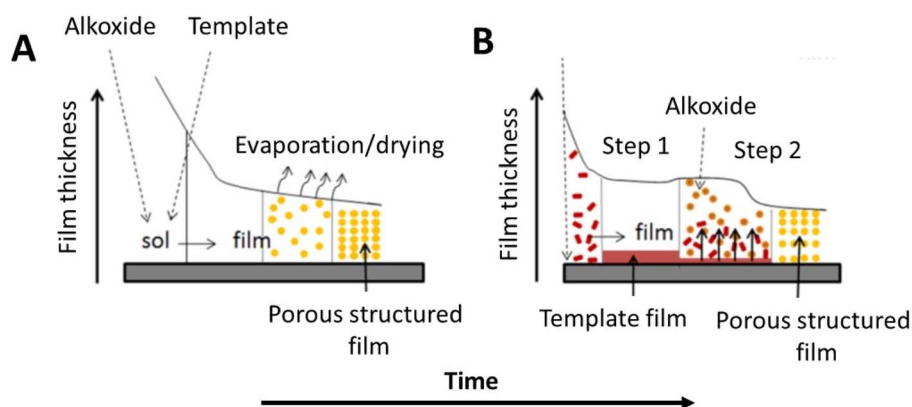 A
Alkoxide Template
Film thickness
Evaporation/drying
sol
film
Porous structured
film
B
Alkoxide
Film thickness
Step 1
Step 2
film
Template film
Porous structured
film
Time